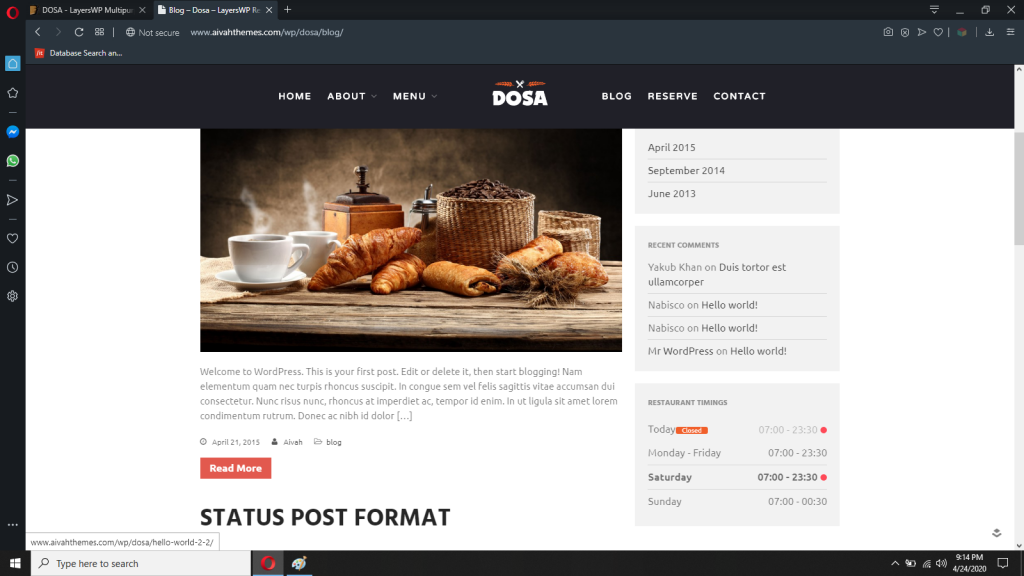 DOSA - LayersWP Multipur
Blog – Dosa – LayersWP Re
Not secure www.aivahthemes.com/wp/dosa/blog/
Database Search an...
HOME ABOUT MENU DOSA BLOG RESERVE CONTACT
Welcome to WordPress. This is your first post. Edit or delete it, then start blogging! Nam
elementum quam nec turpis rhoncus suscipit. In congue sem vel felis sagittis vitae accumsan dui
consectetur. Nunc risus nunc, rhoncus at imperdiet ac, tempor id enim. In ut ligula sit amet lorem
condimentum rutrum. Donec ac nibh id dolor […]
April 21, 2015 Aivah blog
Read More
STATUS POST FORMAT
April 2015
September 2014
June 2013
RECENT COMMENTS
Yakub Khan on Duis tortor est
ullamcorper
Nabisco on Hello world!
Nabisco on Hello world!
Mr WordPress on Hello world!
RESTAURANT TIMINGS
Today Closed 07:00 - 23:30
Monday - Friday 07:00 - 23:30
Saturday 07:00 - 23:30
Sunday 07:00 - 00:30
www.aivahthemes.com/wp/dosa/hello-world-2-2/
Type here to search
9:14 PM
4/24/2020